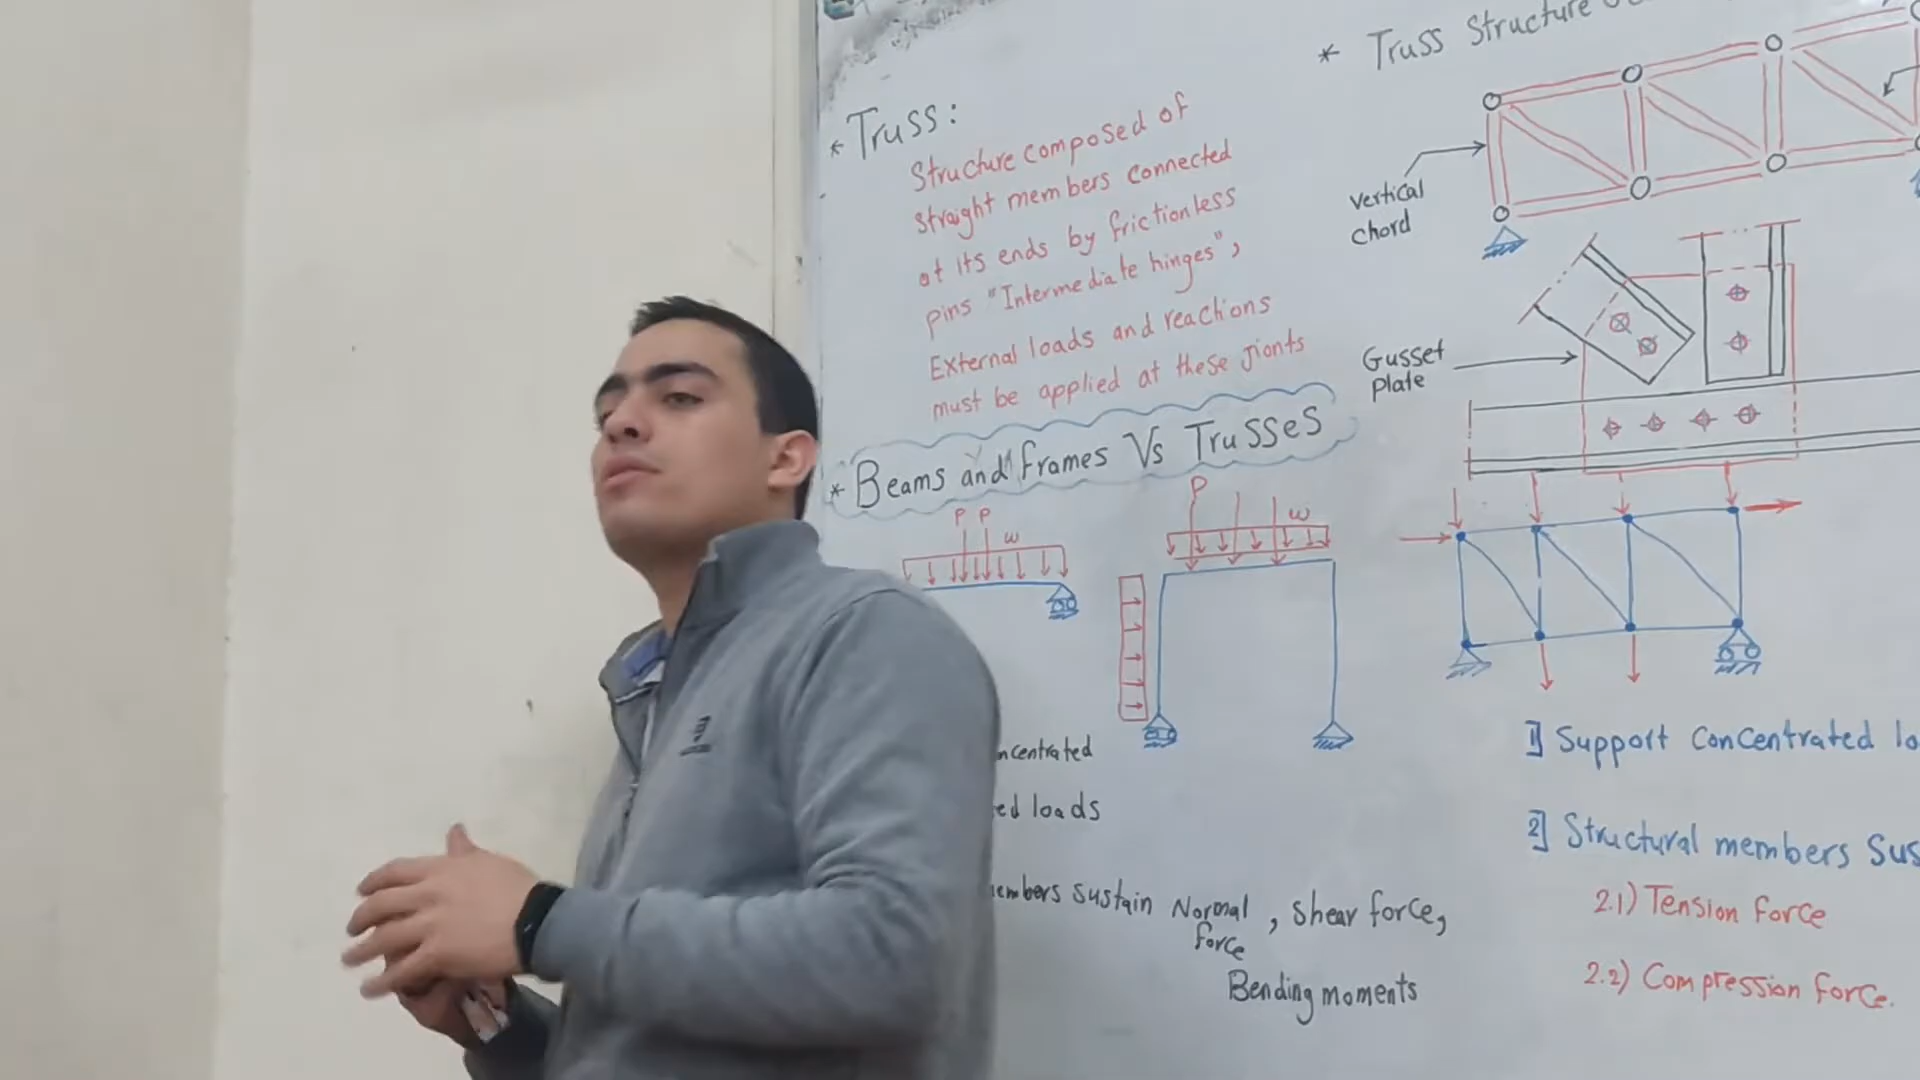 * Truss:
Structure composed of
straight members connected
at its ends by frictionless
pins "Intermediate hinges",
External loads and reactions
must be applied at these jionts
* Beams and frames Vs Trusses
P P
w
P
w
ncentrated
ed loads
embers sustain Normal force, shear force,
Bending moments
* Truss Structure
vertical
chord
Gusset
plate
1] Support concentrated lo
2] Structural members Sus
2.1) Tension force
2.2) Compression force.